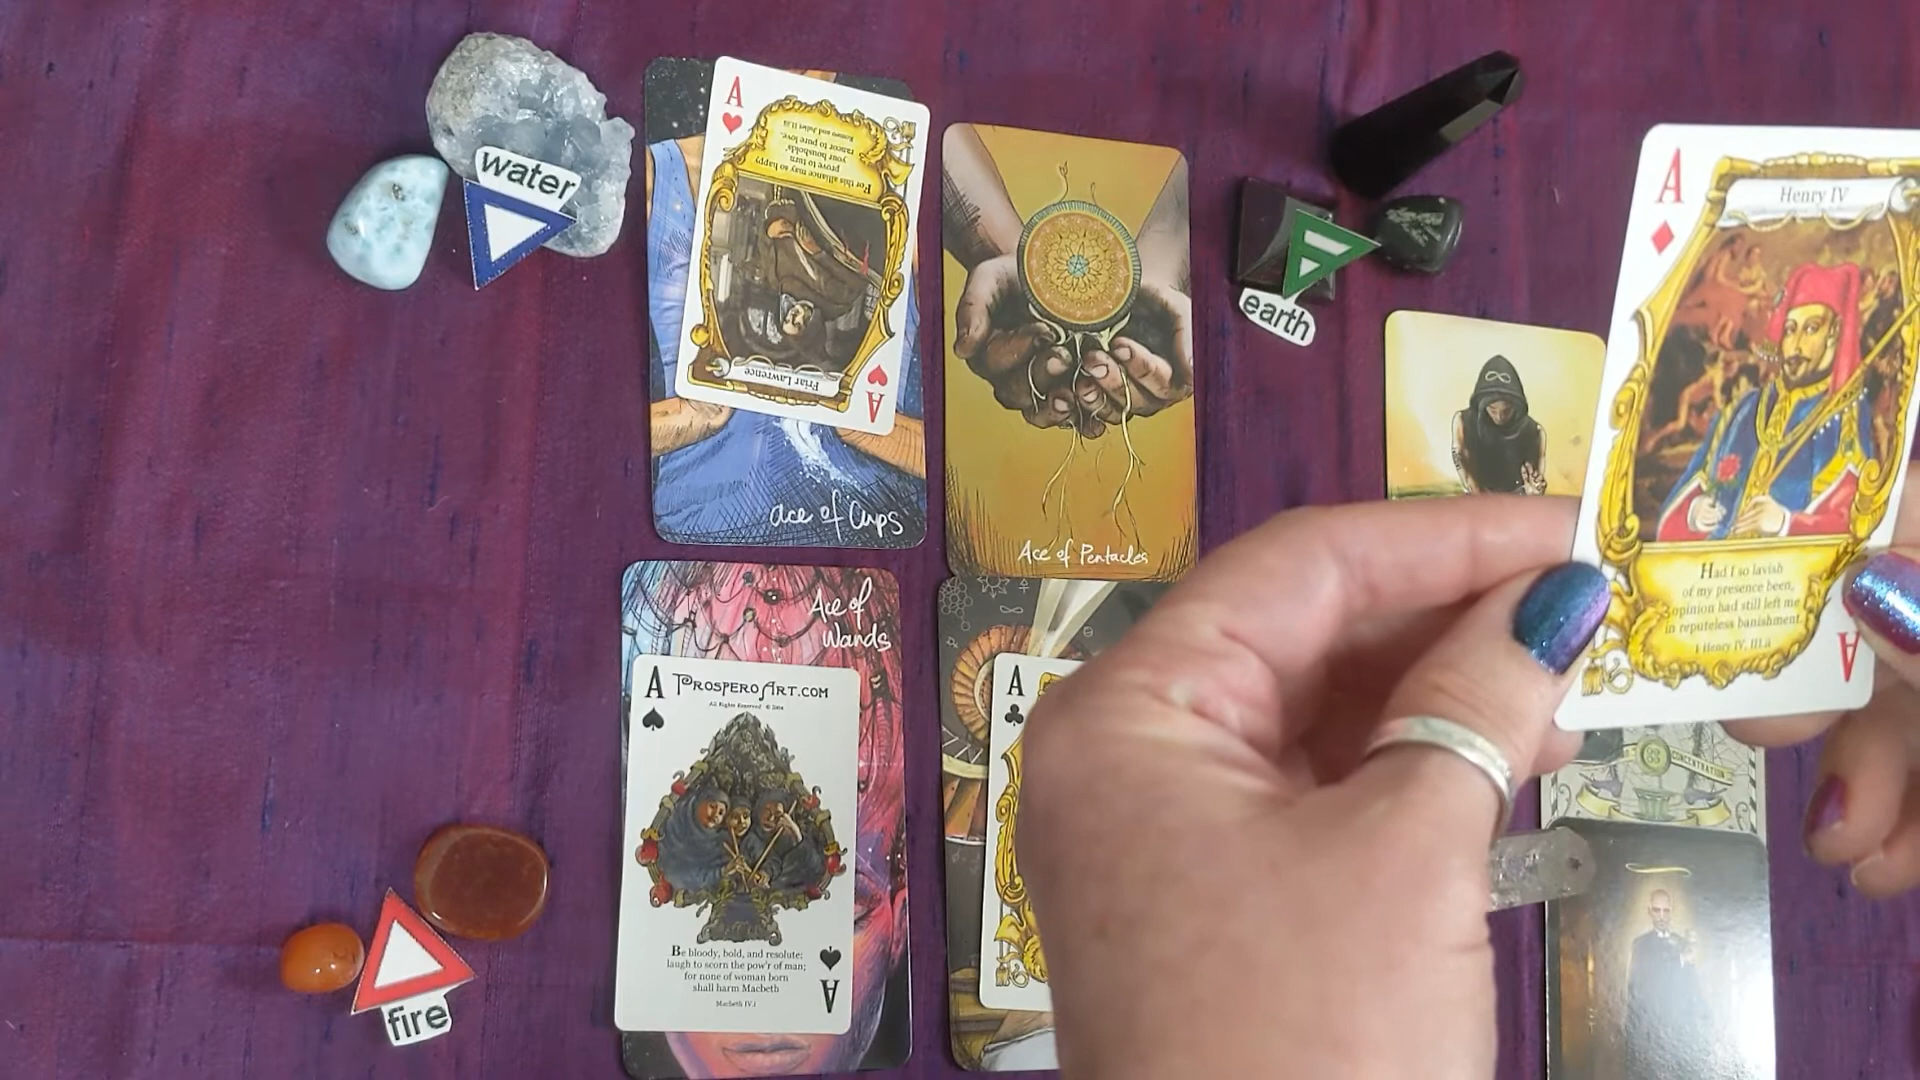 water
A
For this alliance may so happy
prove to turn
your housholds'
rancor to pure love.
Romeo and Juliet II.iii
Friar Lawrence
A
Ace of Cups
Ace of Pentacles
earth
A
Henry IV
Had I so lavish
of my presence been,
opinion had still left me
in reputeless banishment.
1 Henry IV, III.ii
A
Ace of
Wands
A
ProsperoArt.com
All Rights Reserved © 2004
Be bloody, bold, and resolute;
laugh to scorn the pow'r of man;
for none of woman born
shall harm Macbeth
Macbeth IV.i
A
A
CONCENTRATION
fire